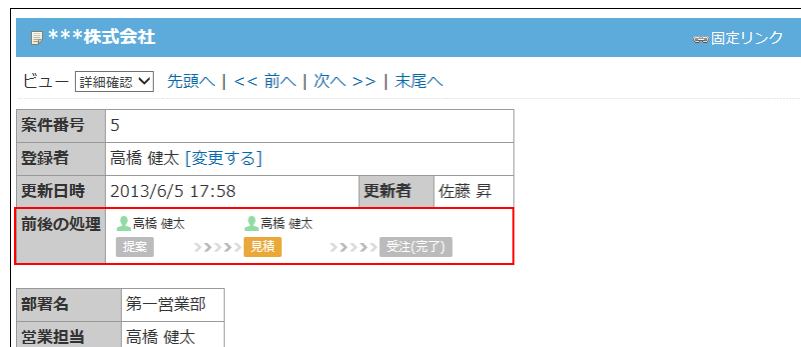 ***株式会社 固定リンク
ビュー 詳細確認 先頭へ | << 前へ | 次へ >> | 末尾へ
案件番号 5
登録者 高橋 健太 [変更する]
更新日時 2013/6/5 17:58 更新者 佐藤 昇
前後の処理 高橋 健太 高橋 健太
提案 >>>>> 見積 >>>>> 受注(完了)
部署名 第一営業部
営業担当 高橋 健太